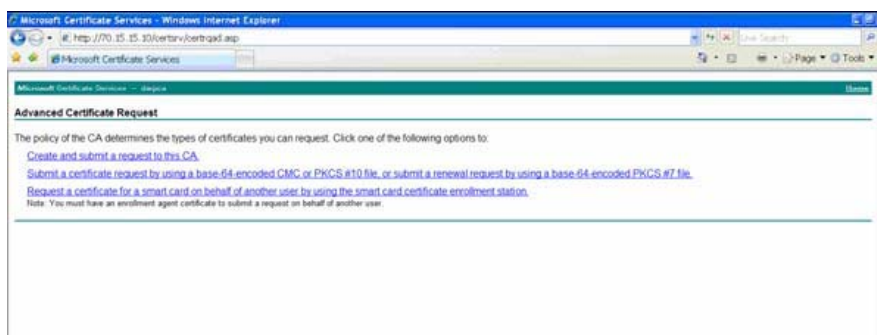 Microsoft Certificate Services - Windows Internet Explorer
http://70.15.15.10/certsrv/certrqad.asp
Live Search
Microsoft Certificate Services
Page
Tools
Microsoft Certificate Services --
Home
Advanced Certificate Request
The policy of the CA determines the types of certificates you can request. Click one of the following options to:
Create and submit a request to this CA.
Submit a certificate request by using a base-64-encoded CMC or PKCS #10 file, or submit a renewal request by using a base-64-encoded PKCS #7 file.
Request a certificate for a smart card on behalf of another user by using the smart card certificate enrollment station.
Note: You must have an enrollment agent certificate to submit a request on behalf of another user.